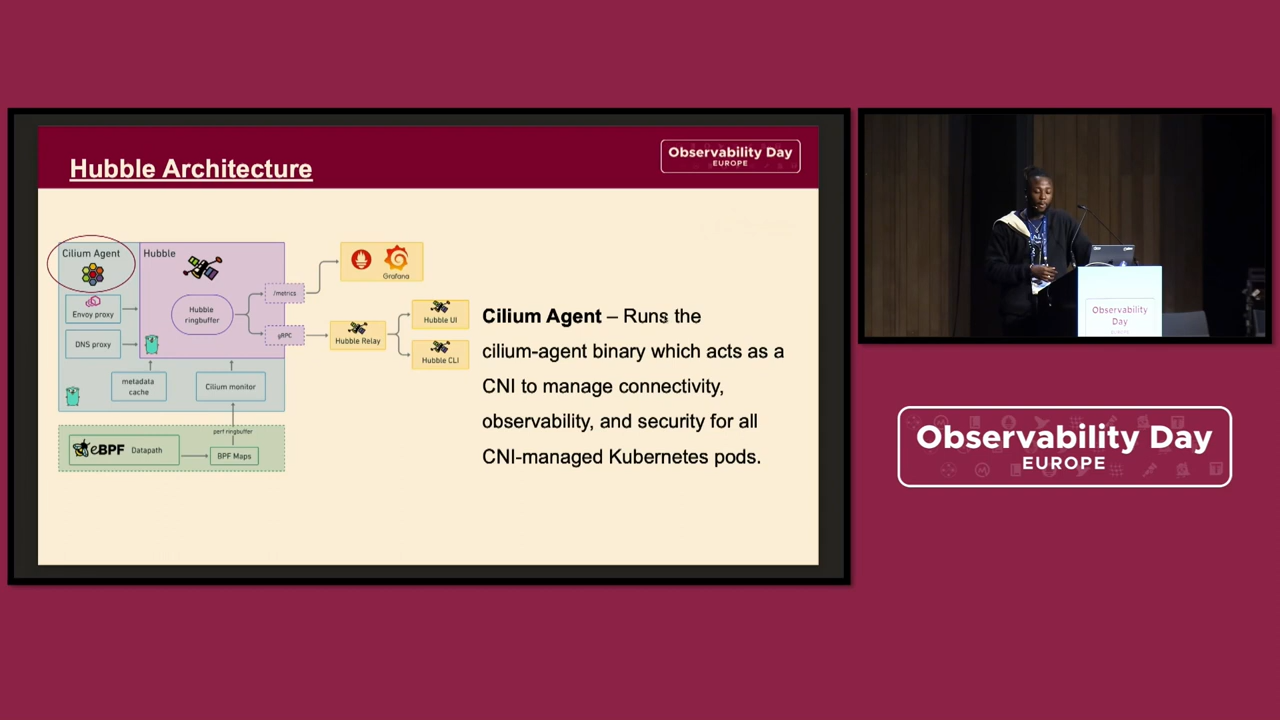 Hubble Architecture
Observability Day
EUROPE
Cilium Agent
Hubble
Envoy proxy
DNS proxy
Hubble
ringbuffer
/metrics
gRPC
metadata
cache
Cilium monitor
perf ringbuffer
eBPF Datapath
BPF Maps
Grafana
Hubble Relay
Hubble UI
Hubble CLI
Cilium Agent – Runs the
cilium-agent binary which acts as a
CNI to manage connectivity,
observability, and security for all
CNI-managed Kubernetes pods.
Observability
Day
EUROPE
Observability Day
EUROPE